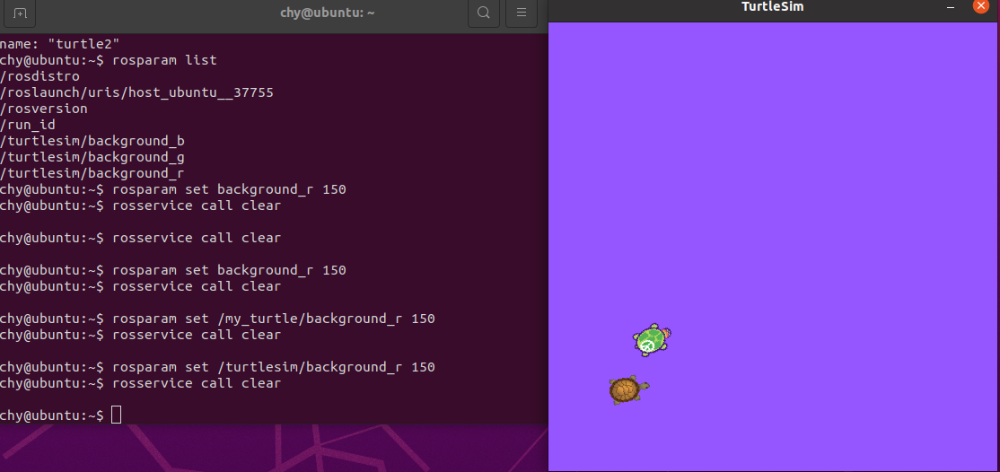 chy@ubuntu: ~
TurtleSim
name: "turtle2"
chy@ubuntu:~$ rosparam list
/rosdistro
/roslaunch/uris/host_ubuntu__37755
/rosversion
/run_id
/turtlesim/background_b
/turtlesim/background_g
/turtlesim/background_r
chy@ubuntu:~$ rosparam set background_r 150
chy@ubuntu:~$ rosservice call clear
chy@ubuntu:~$ rosservice call clear
chy@ubuntu:~$ rosparam set background_r 150
chy@ubuntu:~$ rosservice call clear
chy@ubuntu:~$ rosparam set /my_turtle/background_r 150
chy@ubuntu:~$ rosservice call clear
chy@ubuntu:~$ rosparam set /turtlesim/background_r 150
chy@ubuntu:~$ rosservice call clear
chy@ubuntu:~$